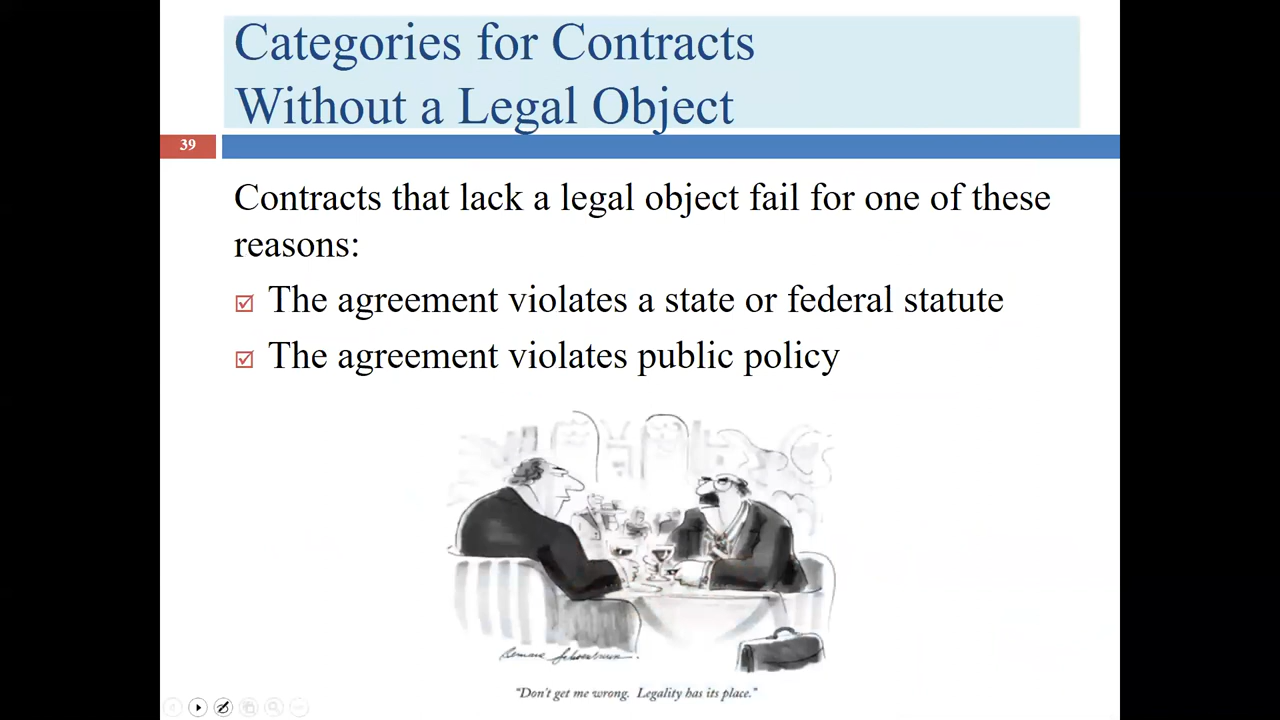 Categories for Contracts
Without a Legal Object
39
Contracts that lack a legal object fail for one of these
reasons:
The agreement violates a state or federal statute
The agreement violates public policy
"Don't get me wrong. Legality has its place."